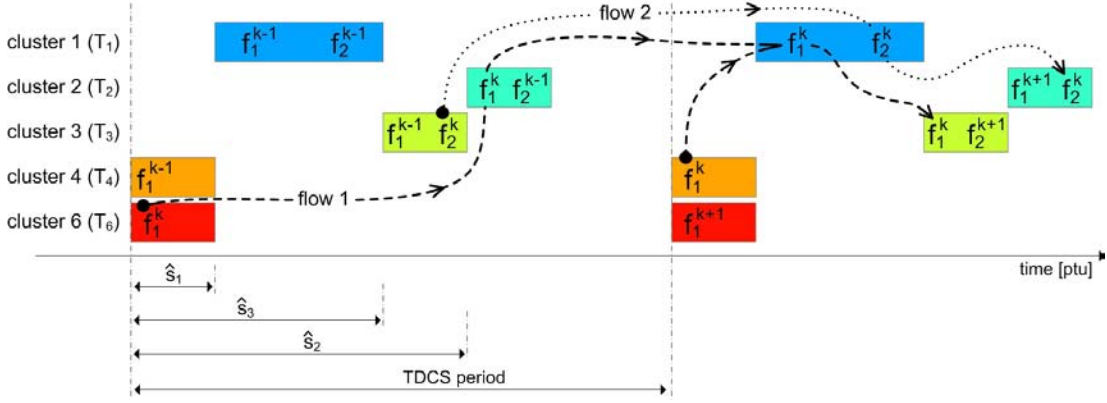 flow 2
cluster 1 (T₁) f₁ᵏ⁻¹ f₂ᵏ⁻¹ f₁ᵏ f₂ᵏ
cluster 2 (T₂) f₁ᵏ f₂ᵏ⁻¹ f₁ᵏ⁺¹ f₂ᵏ
cluster 3 (T₃) f₁ᵏ⁻¹ f₂ᵏ f₁ᵏ f₂ᵏ⁺¹
cluster 4 (T₄) f₁ᵏ⁻¹ f₁ᵏ
flow 1
cluster 6 (T₆) f₁ᵏ f₁ᵏ⁺¹
time [ptu]
ŝ₁
ŝ₃
ŝ₂
TDCS period